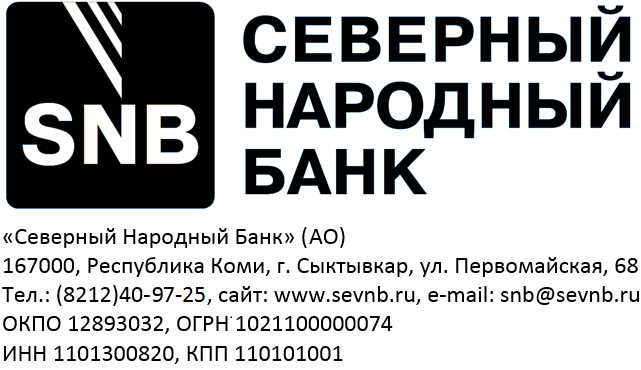 SNB
СЕВЕРНЫЙ
НАРОДНЫЙ
БАНК
«Северный Народный Банк» (АО)
167000, Республика Коми, г. Сыктывкар, ул. Первомайская, 68
Тел.: (8212)40-97-25, сайт: www.sevnb.ru, e-mail: snb@sevnb.ru
ОКПО 12893032, ОГРН 1021100000074
ИНН 1101300820, КПП 110101001